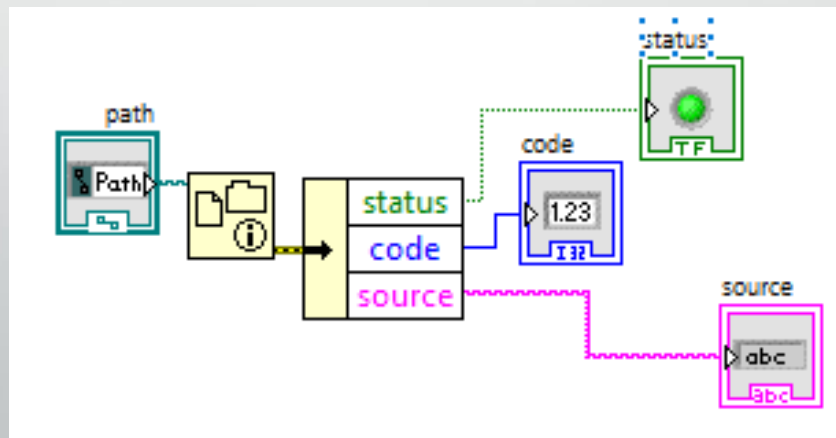 status
path
Path
TF
code
1.23
I32
status
code
source
source
abc
abc